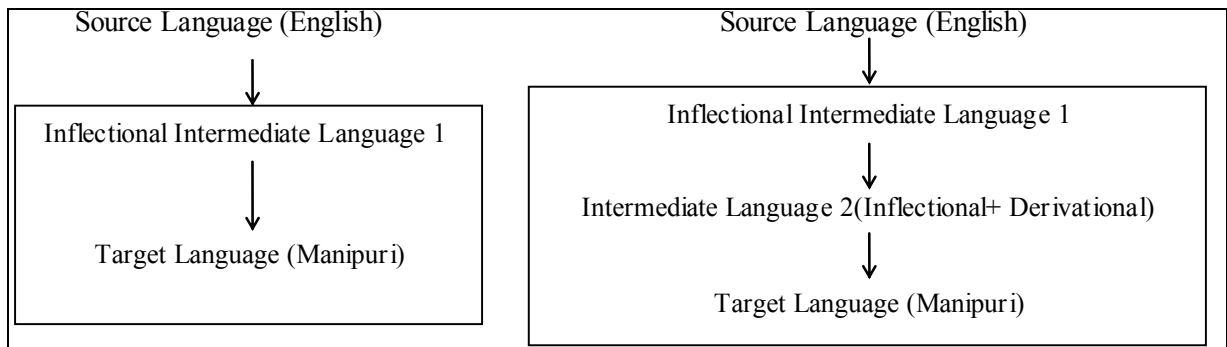 Source Language (English)
Inflectional Intermediate Language 1
Target Language (Manipuri)
Source Language (English)
Inflectional Intermediate Language 1
Intermediate Language 2(Inflectional+ Derivational)
Target Language (Manipuri)